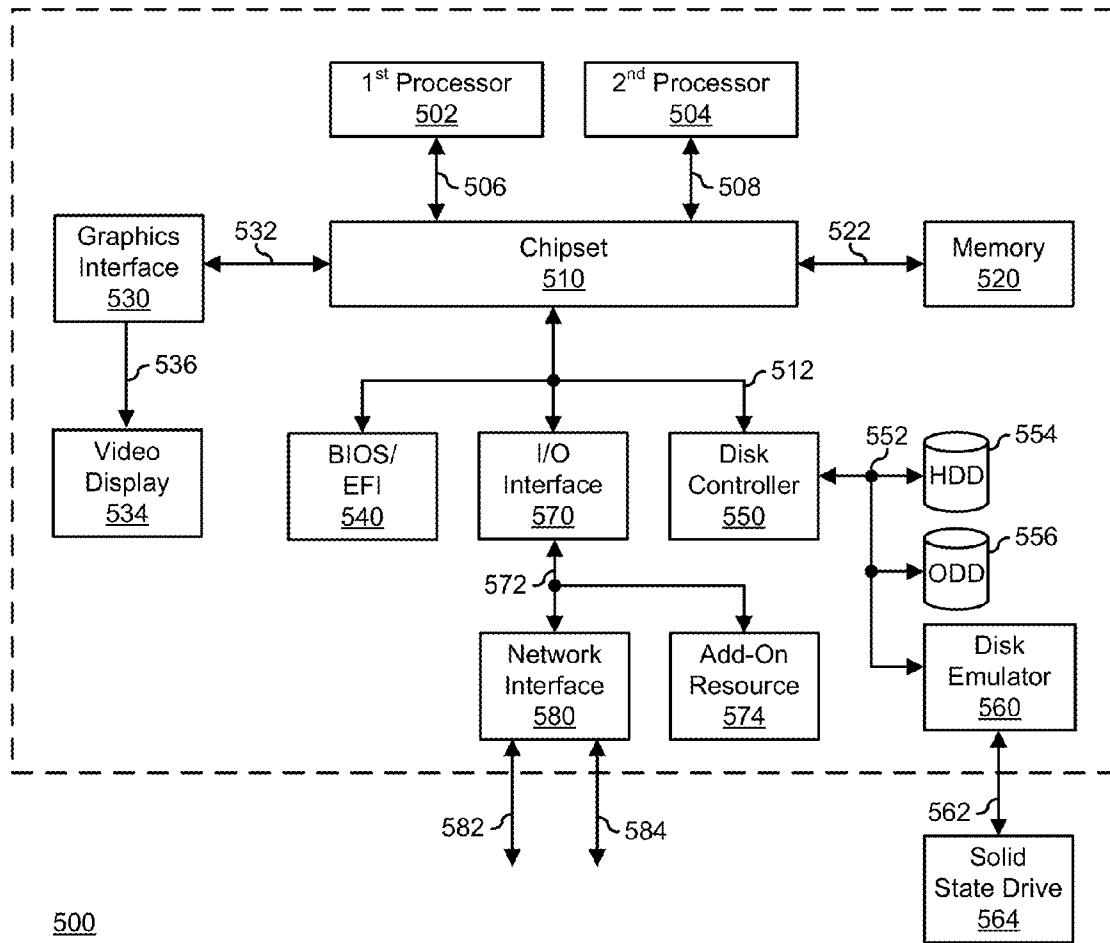 1st Processor
502
2nd Processor
504
506
508
Graphics
Interface
530
532
Chipset
510
522
Memory
520
536
512
Video
Display
534
BIOS/
EFI
540
I/O
Interface
570
Disk
Controller
550
552
554
HDD
556
ODD
572
Network
Interface
580
Add-On
Resource
574
Disk
Emulator
560
582
584
562
Solid
State Drive
564
500